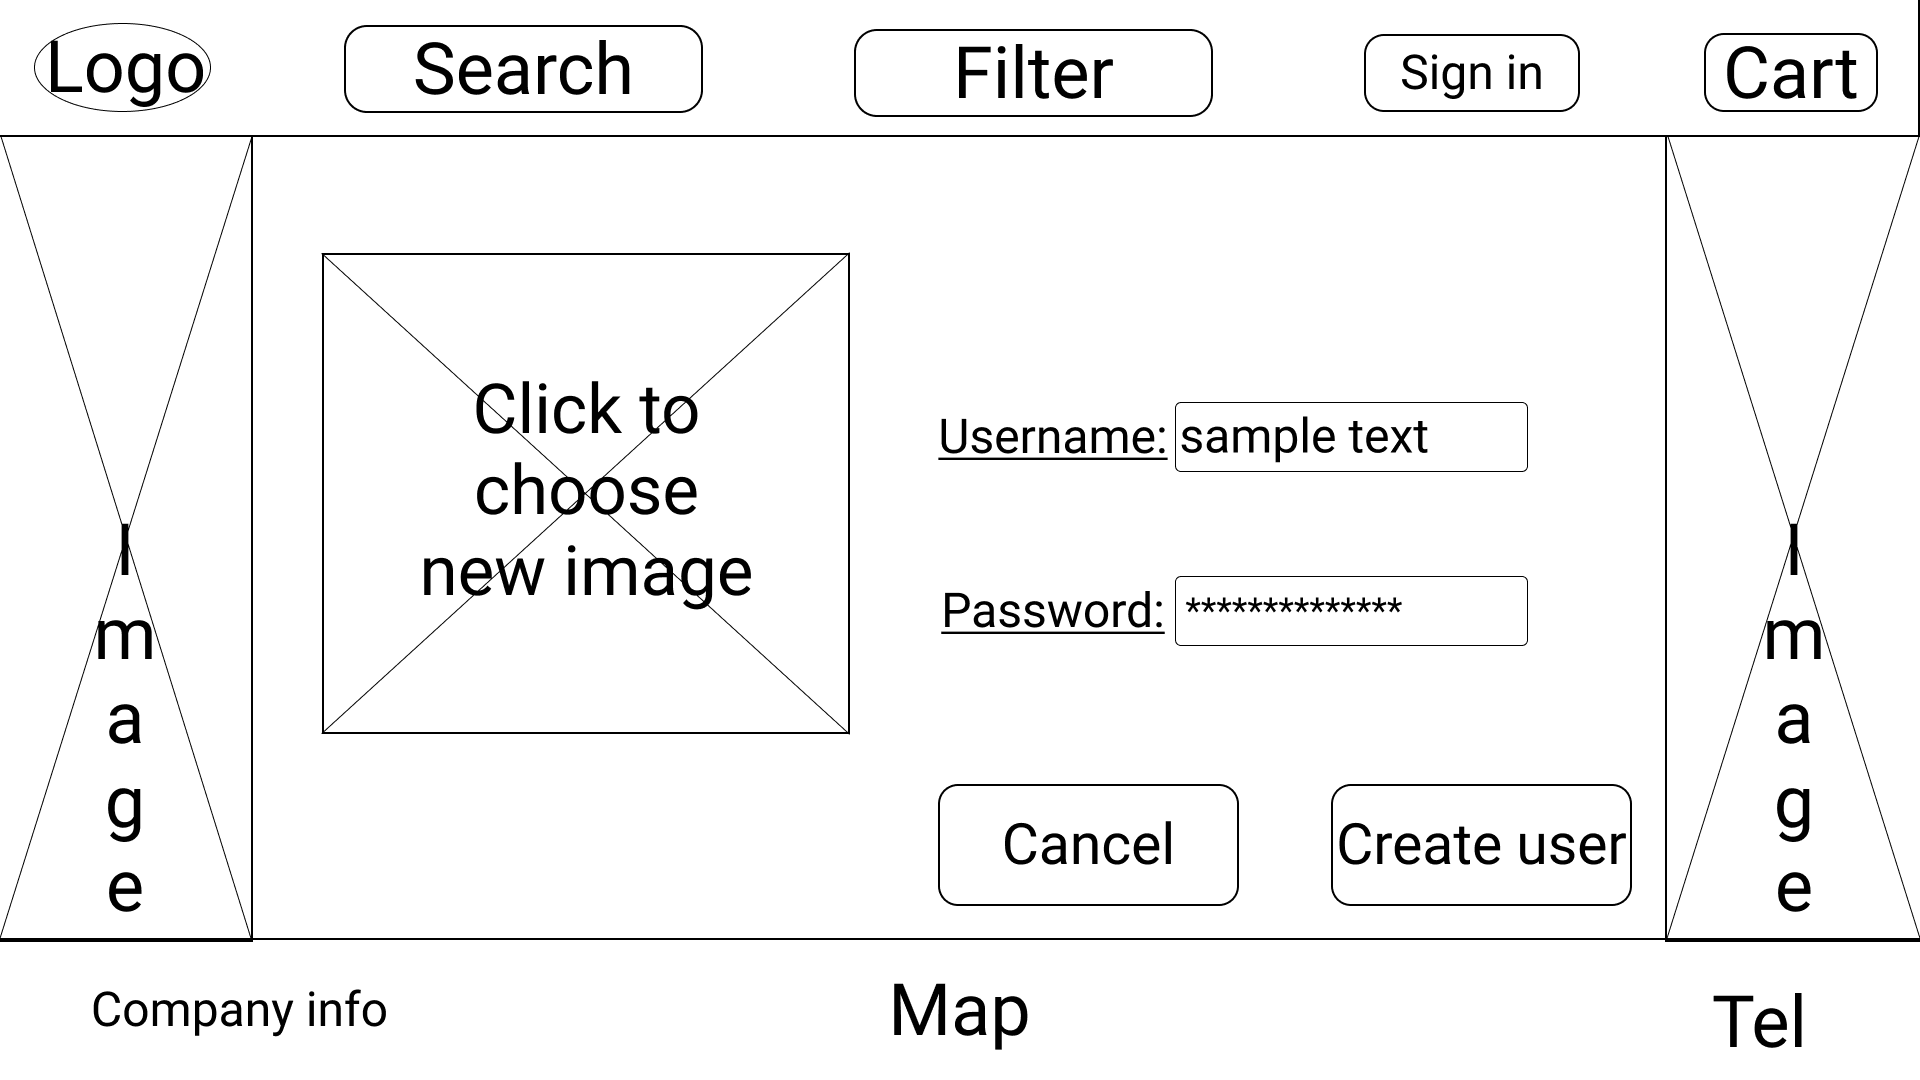 Logo
Search
Filter
Sign in
Cart
I
m
a
g
e
Click to
choose
new image
Username: sample text
Password: **************
Cancel
Create user
I
m
a
g
e
Company info
Map
Tel